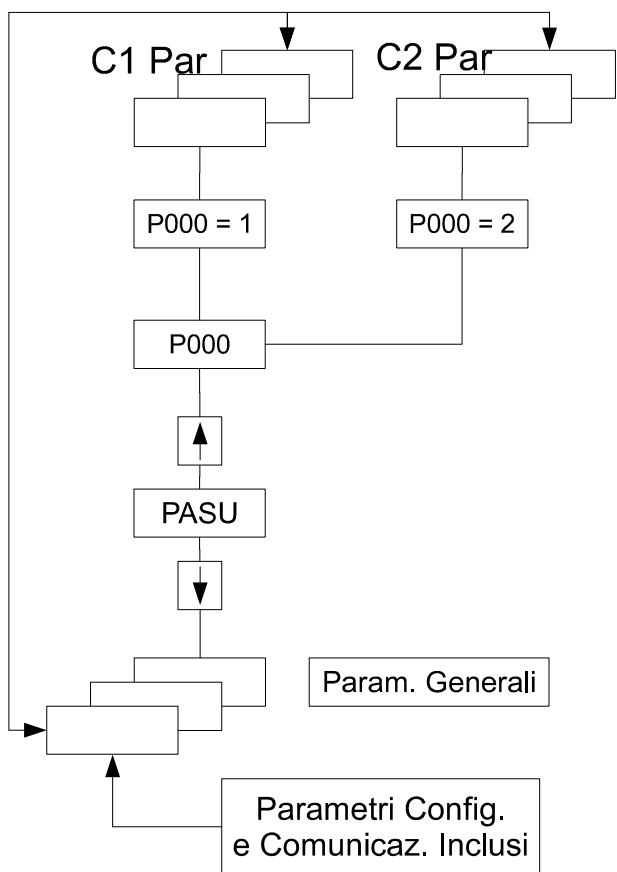 C1 Par
C2 Par
P000 = 1
P000 = 2
P000
PASU
Param. Generali
Parametri Config.
e Comunicaz. Inclusi